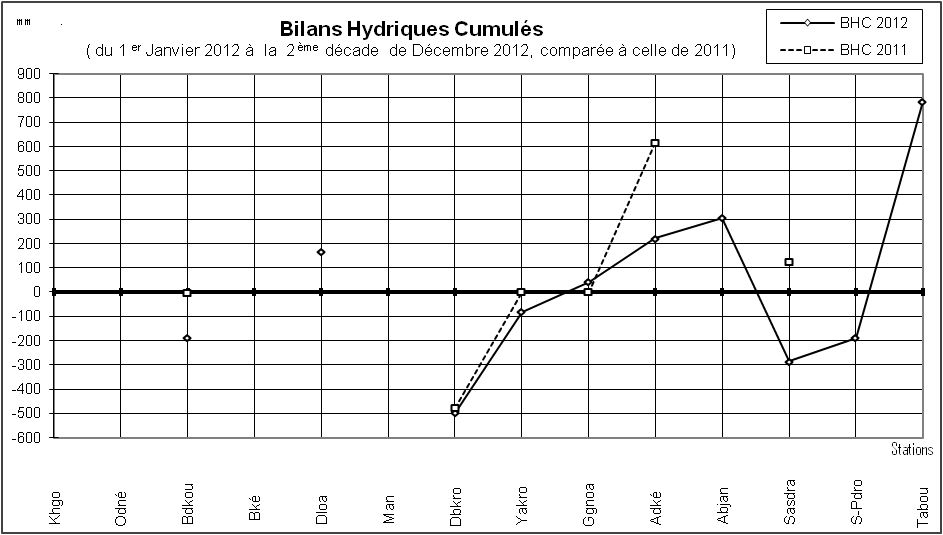 mm
Bilans Hydriques Cumulés
( du 1er Janvier 2012 à la 2ème décade de Décembre 2012, comparée à celle de 2011)
BHC 2012
BHC 2011
900
800
700
600
500
400
300
200
100
0
-100
-200
-300
-400
-500
-600
Stations
Khgo
Odné
Bdkou
Bké
Dloa
Man
Dbkro
Yakro
Ggnoa
Adké
Abjan
Sasdra
S-Pdro
Tabou